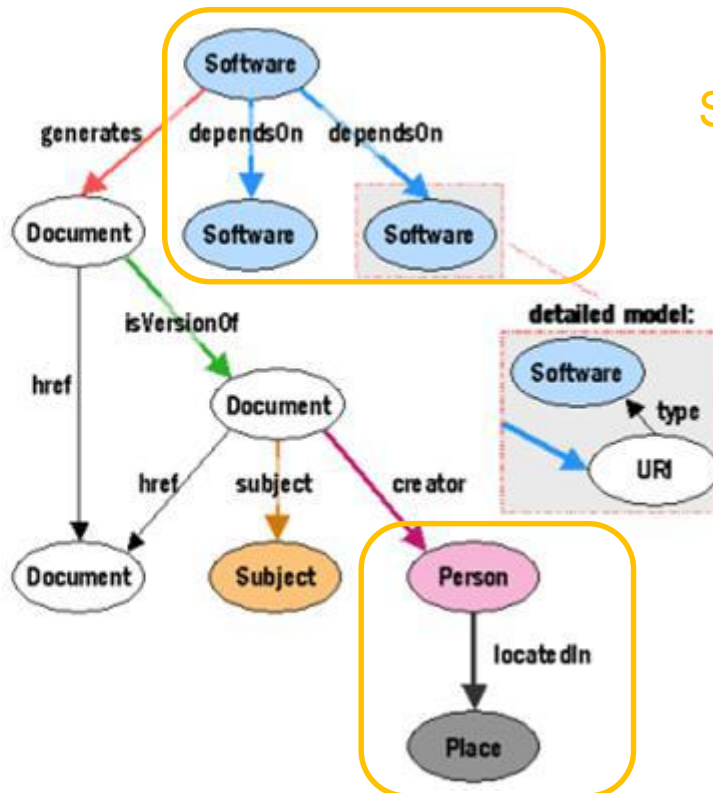 Software
S
generates
dependsOn dependsOn
Document
Software
Software
isVersionOf
detailed model:
Software
href
Document
type
URI
href
subject
creator
Document
Subject
Person
locatedIn
Place